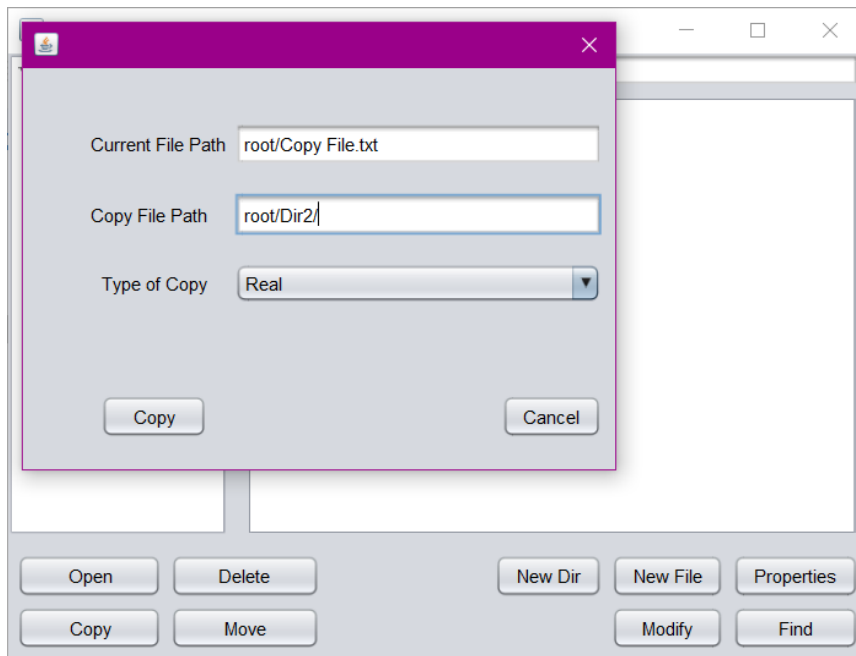 Current File Path root/Copy File.txt
Copy File Path root/Dir2/
Type of Copy Real
Copy Cancel
Open Delete New Dir New File Properties
Copy Move Modify Find